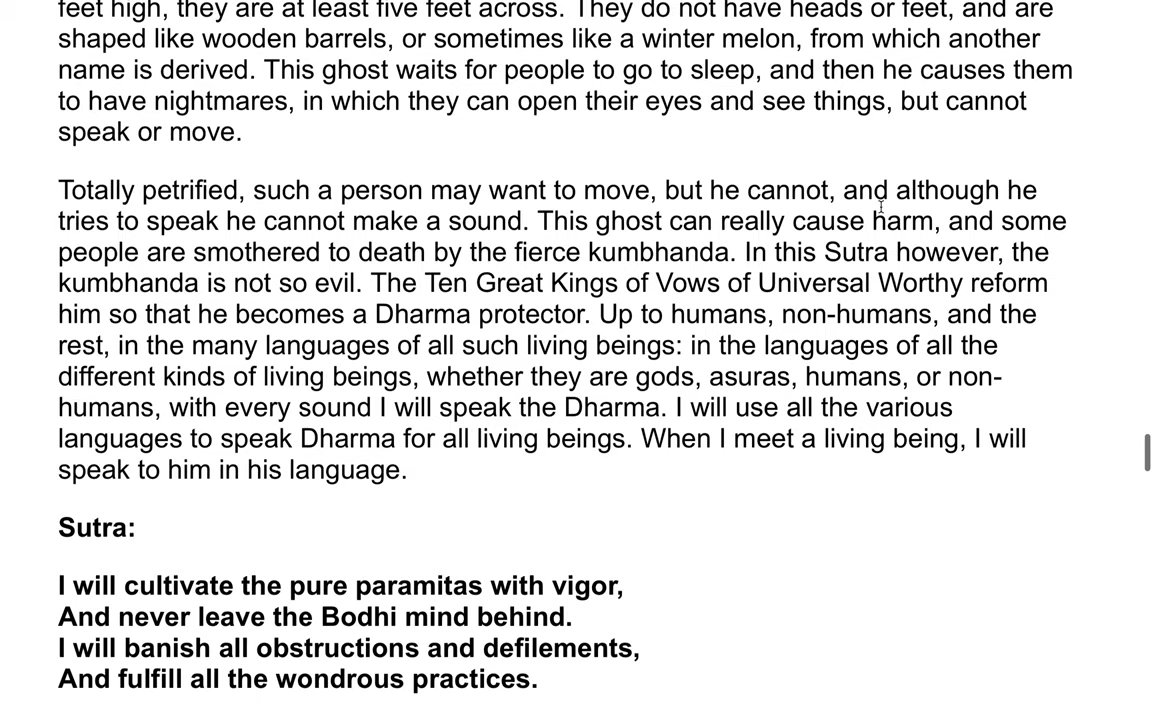 feet high, they are at least five feet across. They do not have heads or feet, and are
shaped like wooden barrels, or sometimes like a winter melon, from which another
name is derived. This ghost waits for people to go to sleep, and then he causes them
to have nightmares, in which they can open their eyes and see things, but cannot
speak or move.
Totally petrified, such a person may want to move, but he cannot, and although he
tries to speak he cannot make a sound. This ghost can really cause harm, and some
people are smothered to death by the fierce kumbhanda. In this Sutra however, the
kumbhanda is not so evil. The Ten Great Kings of Vows of Universal Worthy reform
him so that he becomes a Dharma protector. Up to humans, non-humans, and the
rest, in the many languages of all such living beings: in the languages of all the
different kinds of living beings, whether they are gods, asuras, humans, or non-
humans, with every sound I will speak the Dharma. I will use all the various
languages to speak Dharma for all living beings. When I meet a living being, I will
speak to him in his language.
Sutra:
I will cultivate the pure paramitas with vigor,
And never leave the Bodhi mind behind.
I will banish all obstructions and defilements,
And fulfill all the wondrous practices.